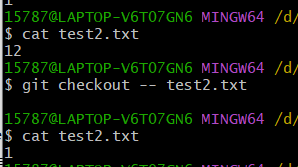 1
15787@LAPTOP-V6T07GN6 MINGW64 /d/
$ cat test2.txt
12
15787@LAPTOP-V6T07GN6 MINGW64 /d/
$ git checkout -- test2.txt
15787@LAPTOP-V6T07GN6 MINGW64 /d/
$ cat test2.txt
1